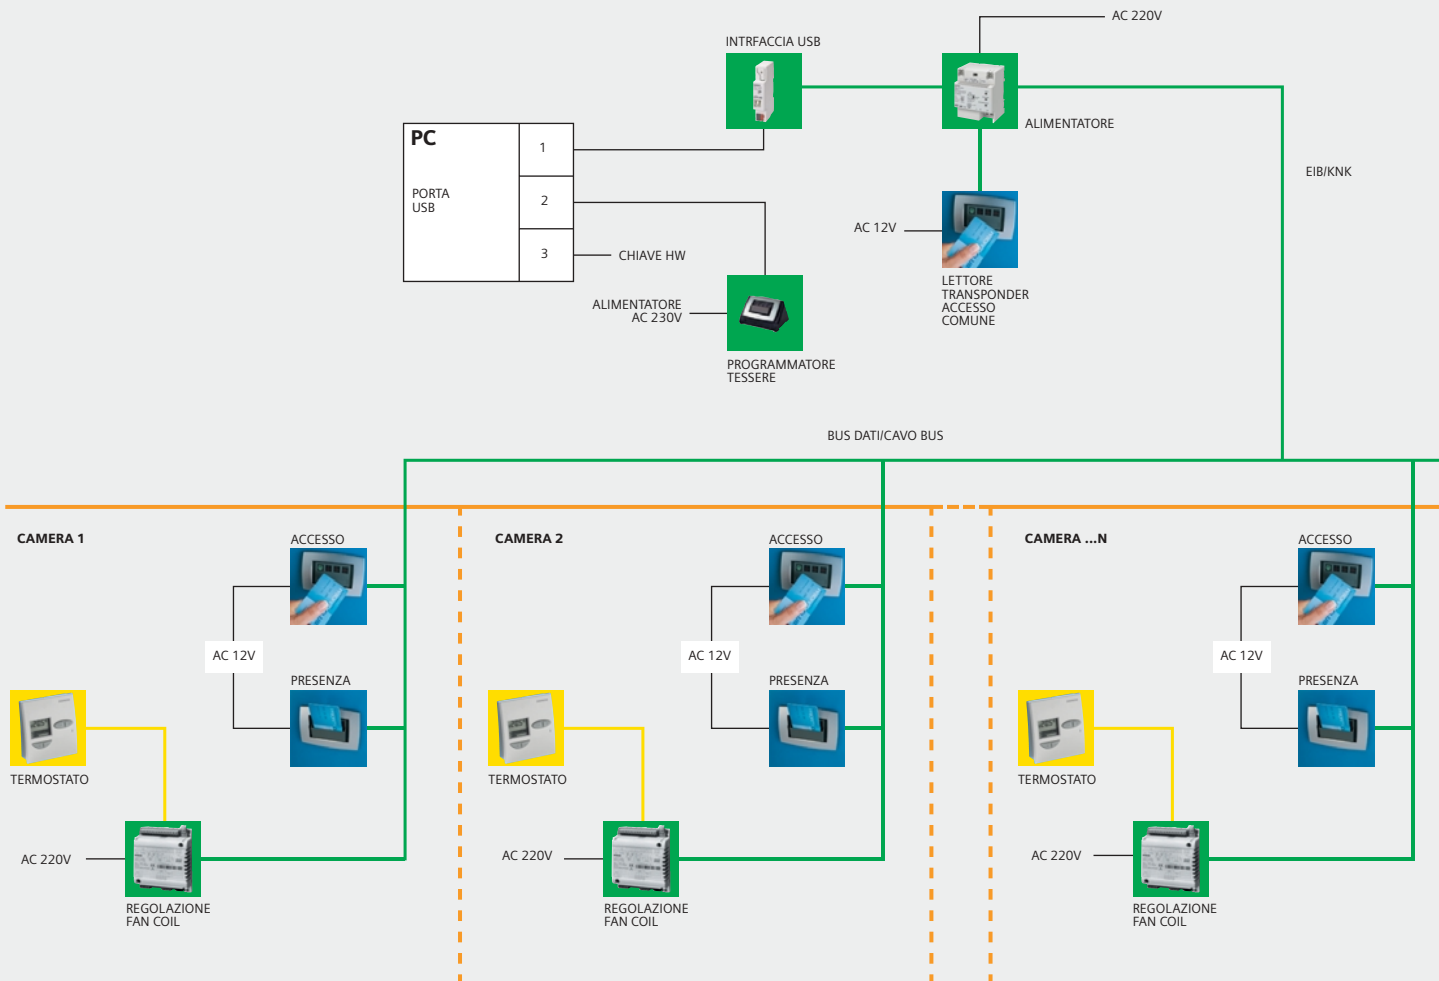 AC 220V
INTRFACCIA USB
ALIMENTATORE
PC
1
PORTA
USB
2
3
CHIAVE HW
EIB/KNK
AC 12V
LETTORE
TRANSPONDER
ACCESSO
COMUNE
ALIMENTATORE
AC 230V
PROGRAMMATORE
TESSERE
BUS DATI/CAVO BUS
CAMERA 1
ACCESSO
AC 12V
PRESENZA
TERMOSTATO
AC 220V
REGOLAZIONE
FAN COIL
CAMERA 2
ACCESSO
AC 12V
PRESENZA
TERMOSTATO
AC 220V
REGOLAZIONE
FAN COIL
CAMERA ...N
ACCESSO
AC 12V
PRESENZA
TERMOSTATO
AC 220V
REGOLAZIONE
FAN COIL